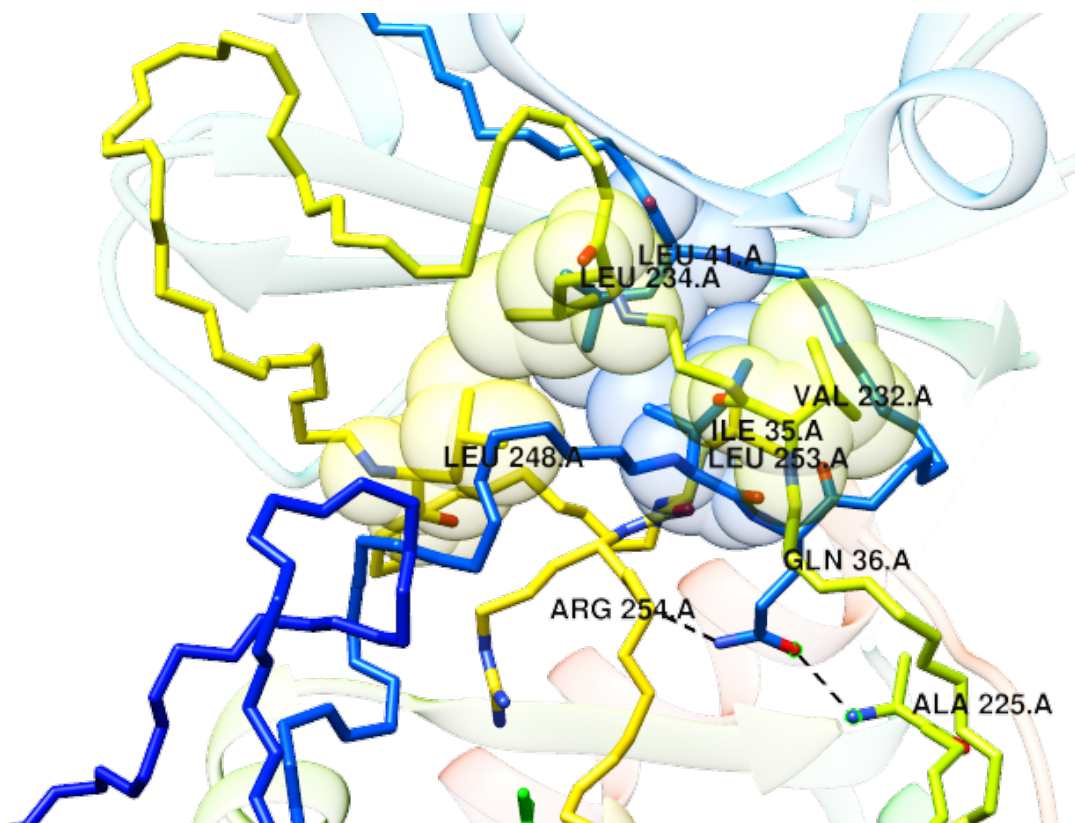 LEU 41.A
LEU 234.A
VAL 232.A
ILE 35.A
LEU 248.A
LEU 253.A
GLN 36.A
ARG 254.A
ALA 225.A